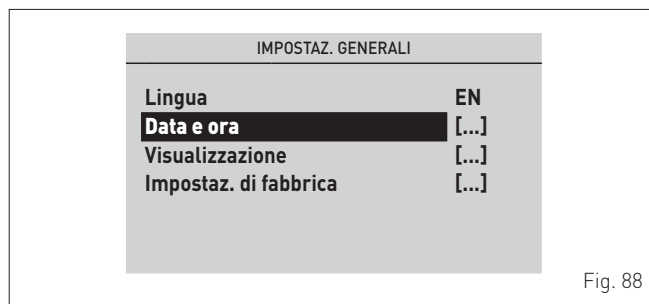 IMPOSTAZ. GENERALI
Lingua EN
Data e ora [...]
Visualizzazione [...]
Impostaz. di fabbrica [...]
Fig. 88